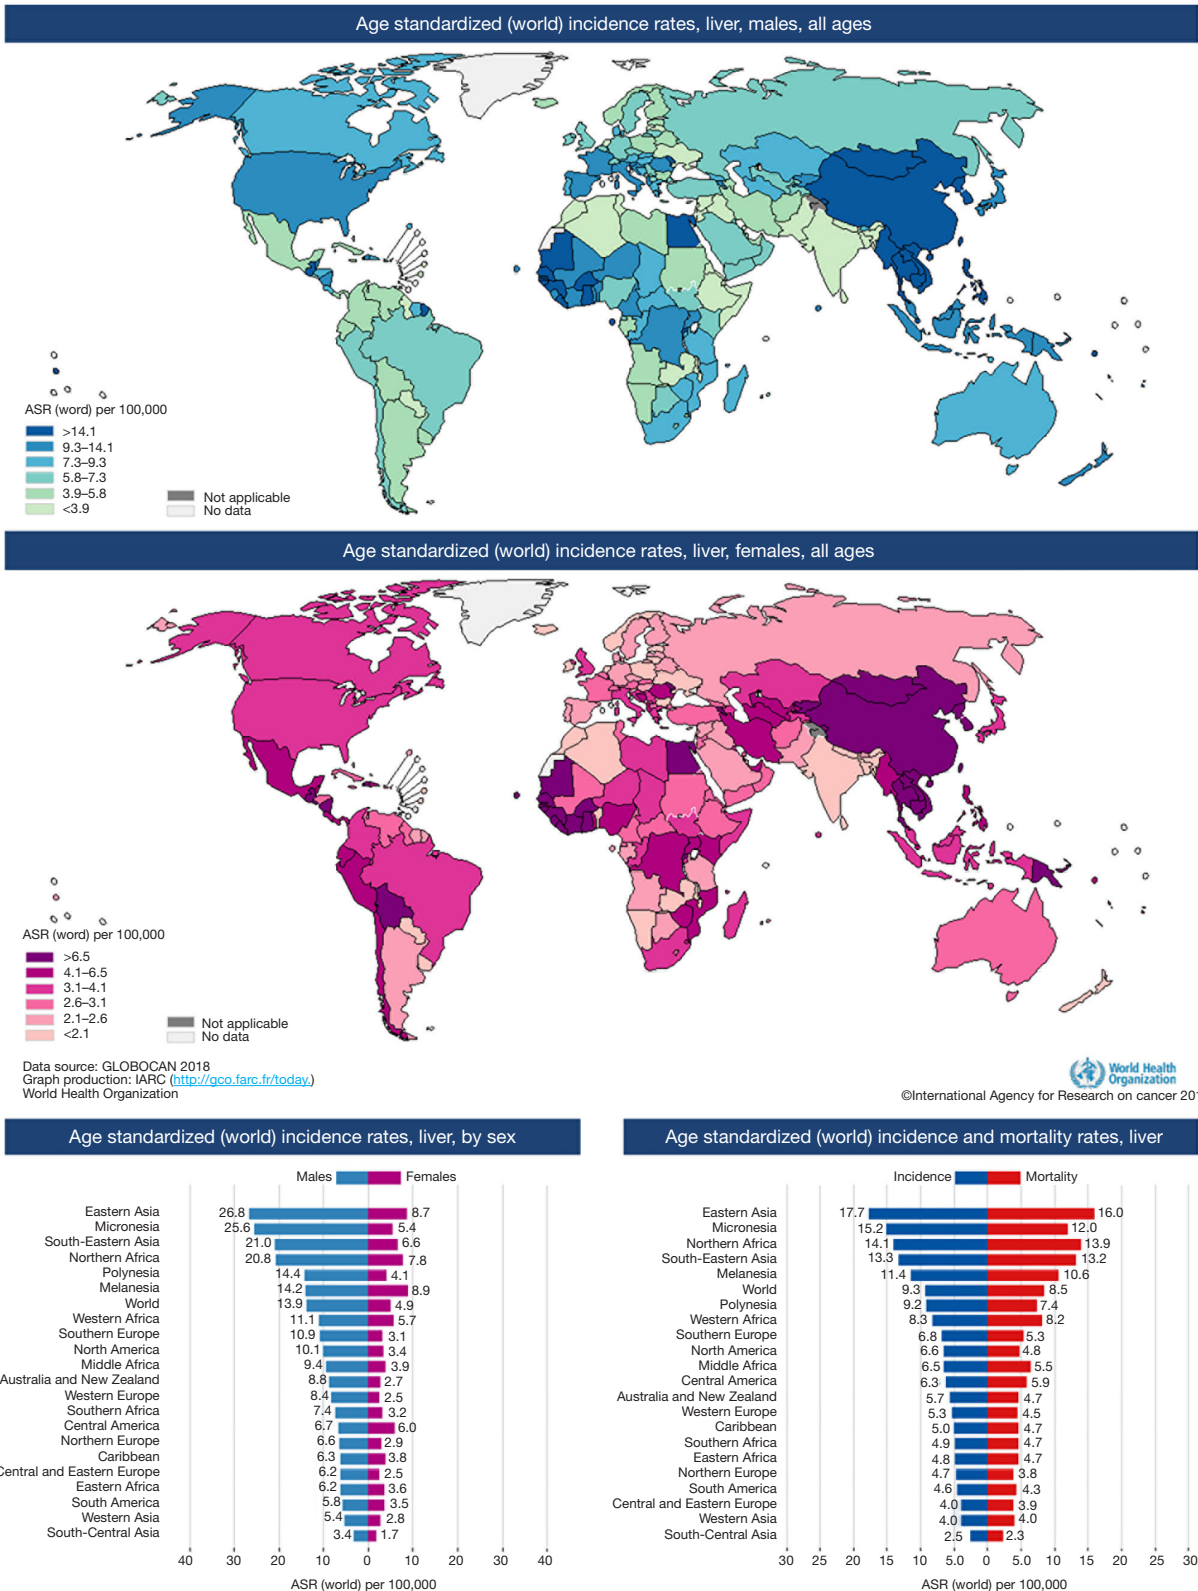 Age standardized (world) incidence rates, liver, males, all ages
ASR (word) per 100,000
>14.1
9.3–14.1
7.3–9.3
5.8–7.3
3.9–5.8
<3.9
Not applicable
No data
Age standardized (world) incidence rates, liver, females, all ages
ASR (word) per 100,000
>6.5
4.1–6.5
3.1–4.1
2.6–3.1
2.1–2.6
<2.1
Not applicable
No data
Data source: GLOBOCAN 2018
Graph production: IARC (http://gco.farc.fr/today.)
World Health Organization
World Health
Organization
©International Agency for Research on cancer 201
Age standardized (world) incidence rates, liver, by sex
Males Females
Eastern Asia 26.8 8.7
Micronesia 25.6 5.4
South-Eastern Asia 21.0 6.6
Northern Africa 20.8 7.8
Polynesia 14.4 4.1
Melanesia 14.2 8.9
World 13.9 4.9
Western Africa 11.1 5.7
Southern Europe 10.9 3.1
North America 10.1 3.4
Middle Africa 9.4 3.9
Australia and New Zealand 8.8 2.7
Western Europe 8.4 2.5
Southern Africa 7.4 3.2
Central America 6.7 6.0
Northern Europe 6.6 2.9
Caribbean 6.3 3.8
Central and Eastern Europe 6.2 2.5
Eastern Africa 6.2 3.6
South America 5.8 3.5
Western Asia 5.4 2.8
South-Central Asia 3.4 1.7
40 30 20 10 0 10 20 30 40
ASR (world) per 100,000
Age standardized (world) incidence and mortality rates, liver
Incidence Mortality
Eastern Asia 17.7 16.0
Micronesia 15.2 12.0
Northern Africa 14.1 13.9
South-Eastern Asia 13.3 13.2
Melanesia 11.4 10.6
World 9.3 8.5
Polynesia 9.2 7.4
Western Africa 8.3 8.2
Southern Europe 6.8 5.3
North America 6.6 4.8
Middle Africa 6.5 5.5
Central America 6.3 5.9
Australia and New Zealand 5.7 4.7
Western Europe 5.3 4.5
Caribbean 5.0 4.7
Southern Africa 4.9 4.7
Eastern Africa 4.8 4.7
Northern Europe 4.7 3.8
South America 4.6 4.3
Central and Eastern Europe 4.0 3.9
Western Asia 4.0 4.0
South-Central Asia 2.5 2.3
30 25 20 15 10 5.0 0 5.0 10 15 20 25 30
ASR (world) per 100,000